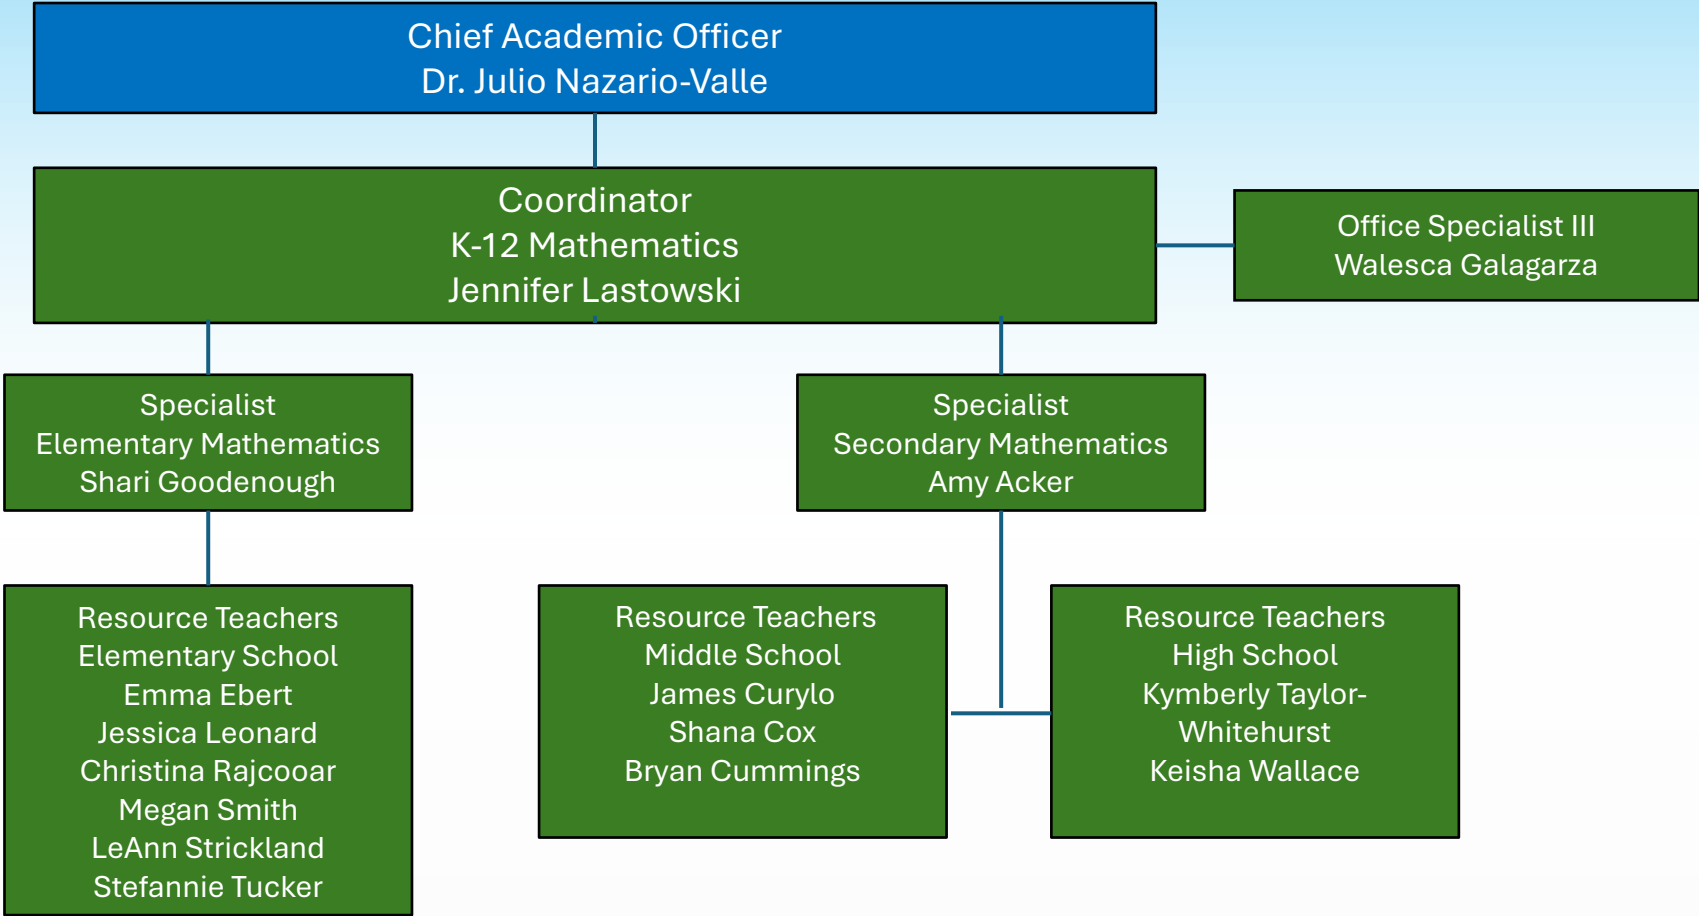 Chief Academic Officer
Dr. Julio Nazario-Valle
Coordinator
K-12 Mathematics
Jennifer Lastowski
Office Specialist III
Walesca Galagarza
Specialist
Elementary Mathematics
Shari Goodenough
Specialist
Secondary Mathematics
Amy Acker
Resource Teachers
Elementary School
Emma Ebert
Jessica Leonard
Christina Rajcooar
Megan Smith
LeAnn Strickland
Stefannie Tucker
Resource Teachers
Middle School
James Curylo
Shana Cox
Bryan Cummings
Resource Teachers
High School
Kymberly Taylor-
Whitehurst
Keisha Wallace